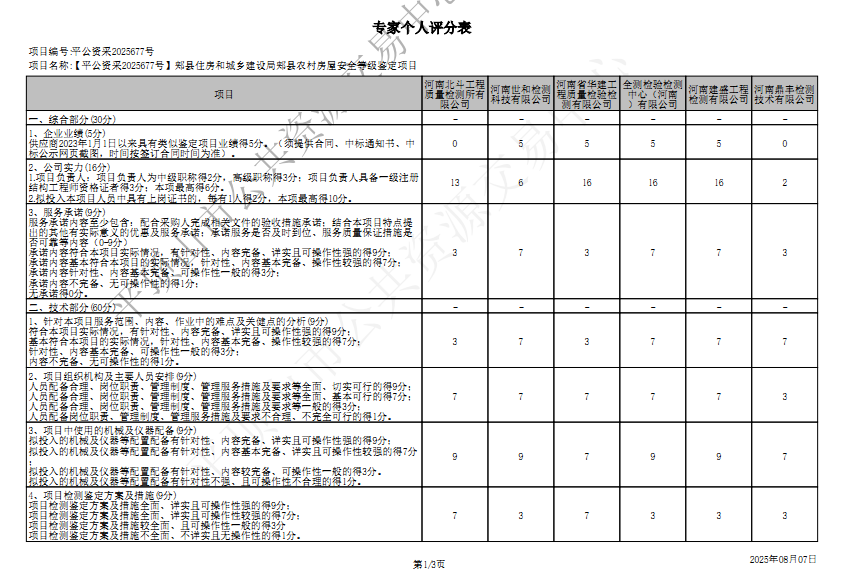 专家个人评分表
项目编号:平公资采2025677号
项目名称:【平公资采2025677号】郏县住房和城乡建设局郏县农村房屋安全等级鉴定项目
项目 河南北斗工程质量检测所有限公司 河南世和检测科技有限公司 河南省华建工程质量检验检测有限公司 全测检验检测中心(河南)有限公司 河南建盛工程检测有限公司 河南鼎丰检测技术有限公司
一、综合部分(30分) - - - - - -
1、企业业绩(5分)
供应商2023年1月1日以来具有类似鉴定项目业绩得5分。(须提供合同、中标通知书、中
标公示网页截图,时间按签订合同时间为准)。 0 5 5 5 5 0
2、公司实力(16分)
1.项目负责人:项目负责人为中级职称得2分,高级职称得3分;项目负责人具备一级注册
结构工程师资格证者得3分;本项最高得6分。
2.拟投入本项目人员中具有上岗证书的,每有1人得2分,本项最高得10分。 13 6 16 16 16 2
3、服务承诺(9分)
服务承诺内容至少包含:配合采购人完成相关文件的验收措施承诺;结合本项目特点提
出的其他有实际意义的优惠及服务承诺;承诺服务是否及时到位、服务质量保证措施是
否可靠等内容(0-9分)
承诺内容符合本项目实际情况,有针对性、内容完备、详实且可操作性强的得9分;
承诺内容基本符合本项目的实际情况,针对性、内容基本完备、操作性较强的得7分;
承诺内容针对性、内容基本完备、可操作性一般的得3分;
承诺内容不完备、无可操作性的得1分;
无承诺得0分。 3 7 3 7 7 3
二、技术部分(60分) - - - - - -
1、针对本项目服务范围、内容、作业中的难点及关健点的分析(9分)
符合本项目实际情况,有针对性、内容完备、详实且可操作性强的得9分;
基本符合本项目的实际情况,针对性、内容基本完备、操作性较强的得7分;
针对性、内容基本完备、可操作性一般的得3分;
内容不完备、无可操作性的得1分。 3 7 3 7 7 7
2、项目组织机构及主要人员安排(9分)
人员配备合理、岗位职责、管理制度、管理服务措施及要求等全面、切实可行的得9分;
人员配备合理、岗位职责、管理制度、管理服务措施及要求等全面、基本可行的得7分;
人员配备合理、岗位职责、管理制度、管理服务措施及要求等一般的得3分;
人员配备岗位职责、管理制度、管理服务措施及要求不合理、不完全可行的得1分。 7 7 7 7 7 3
3、项目中使用的机械及仪器配备(9分)
拟投入的机械及仪器等配置配备有针对性、内容完备、详实且可操作性强的得9分;
拟投入的机械及仪器等配置配备有针对性、内容基本完备、详实且可操作性较强的得7分
;
拟投入的机械及仪器等配置配备有针对性、内容较完备、可操作性一般的得3分。
拟投入的机械及仪器等配置配备有针对性不强、且可操作性不合理的得1分。 9 9 7 9 9 7
4、项目检测鉴定方案及措施(9分)
项目检测鉴定方案及措施全面、详实且可操作性强的得9分;
项目检测鉴定方案及措施全面、详实且可操作性较强的得7分;
项目检测鉴定方案及措施较全面、且可操作性一般的得3分
项目检测鉴定方案及措施不全面、不详实且无操作性的得1分。 7 3 7 3 3 3
第1/3页
2025年08月07日